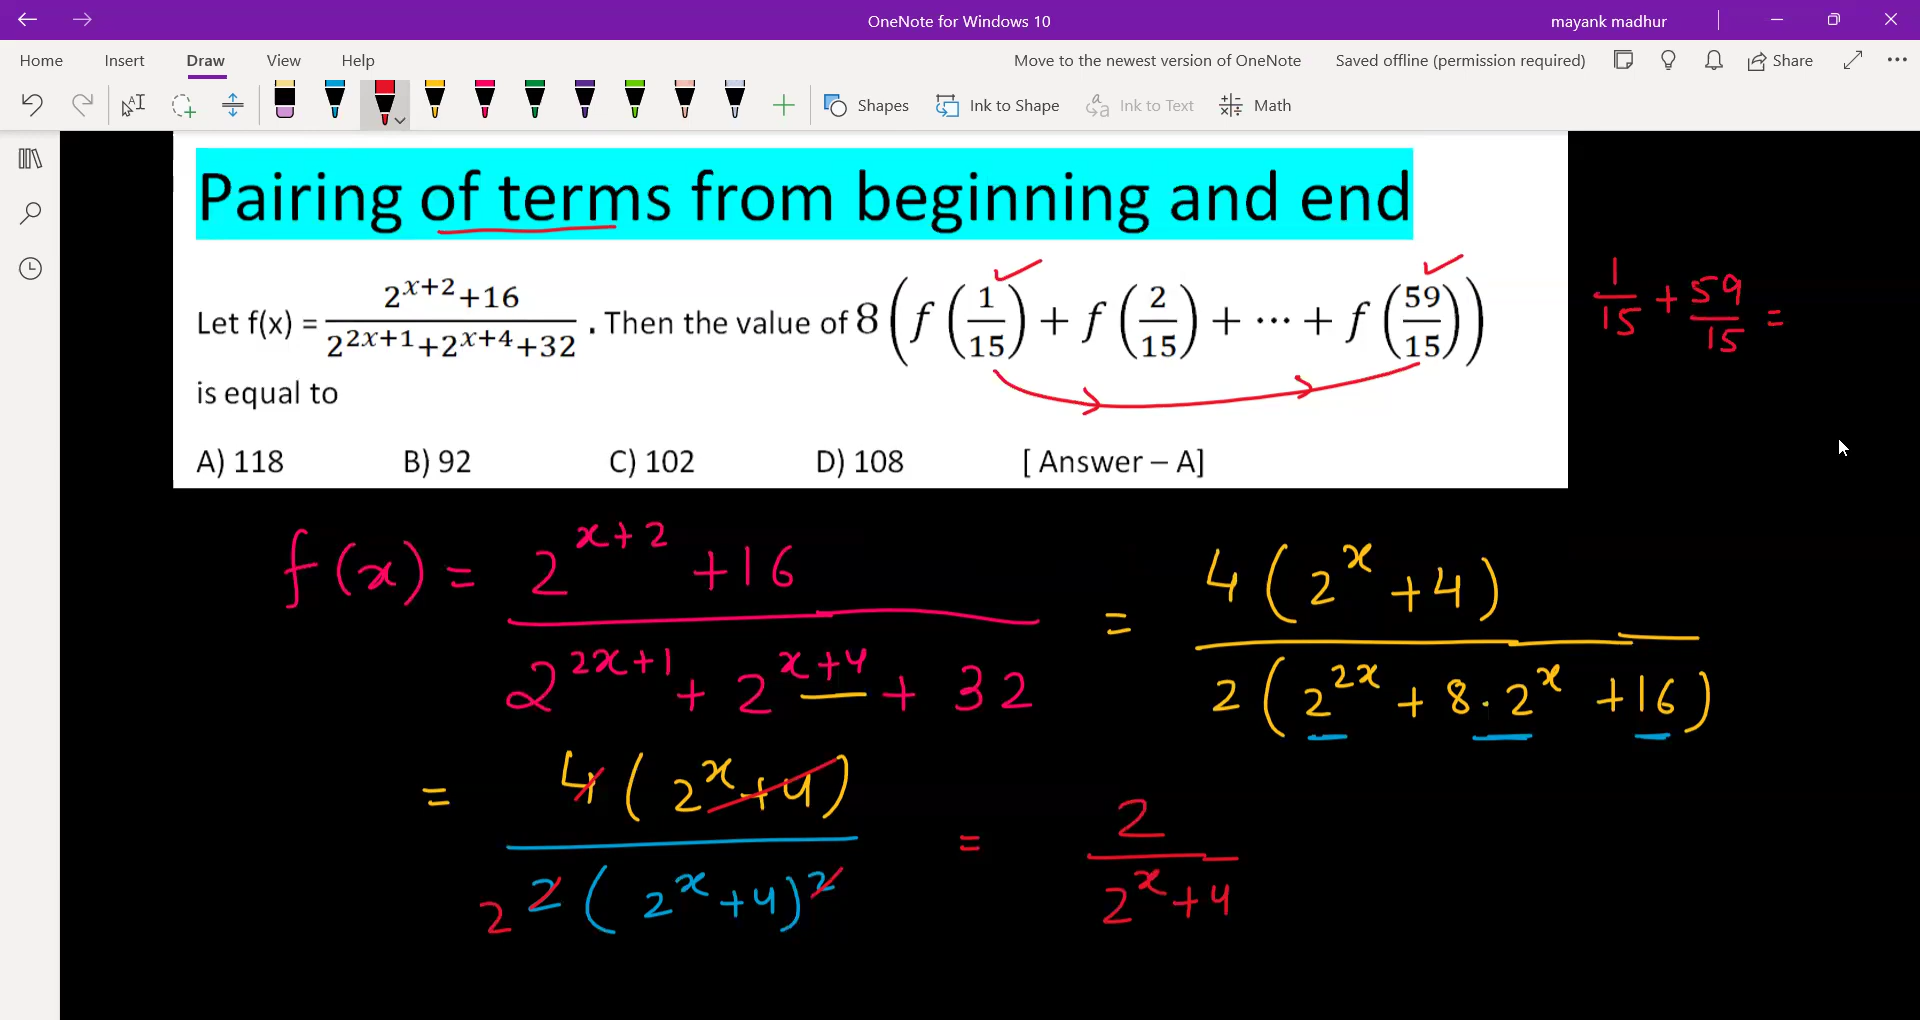 OneNote for Windows 10
mayank madhur
Home Insert Draw View Help
Move to the newest version of OneNote Saved offline (permission required) Share
Shapes Ink to Shape Ink to Text Math
Pairing of terms from beginning and end
Let f(x) = (2^{x+2}+16)/(2^{2x+1}+2^{x+4}+32) . Then the value of 8(f(1/15) + f(2/15) + ⋯ + f(59/15))
is equal to
A) 118 B) 92 C) 102 D) 108 [ Answer – A]
1/15 + 59/15 =
f(x) = (2^{x+2} +16)/(2^{2x+1} + 2^{x+4} + 32) = 4(2^x +4)/2(2^{2x} + 8·2^x +16)
= 4(2^x+4)/2 2(2^x+4)^2 = 2/(2^x+4)